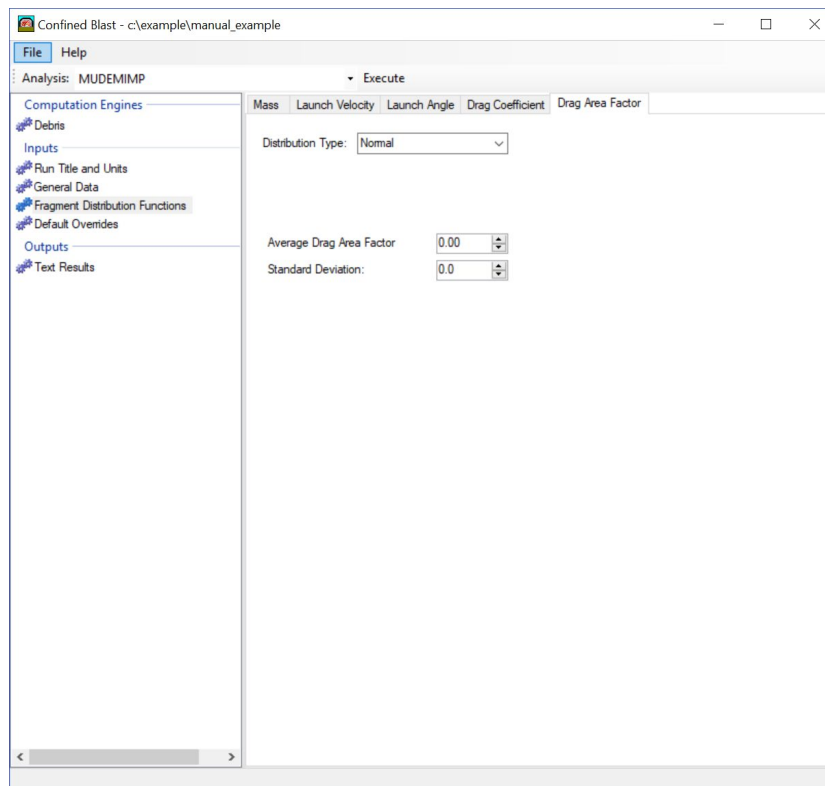 Confined Blast - c:\example\manual_example
File Help
Analysis: MUDEMIMP Execute
Computation Engines
Debris
Inputs
Run Title and Units
General Data
Fragment Distribution Functions
Default Overrides
Outputs
Text Results
Mass Launch Velocity Launch Angle Drag Coefficient Drag Area Factor
Distribution Type: Normal
Average Drag Area Factor 0.00
Standard Deviation: 0.0